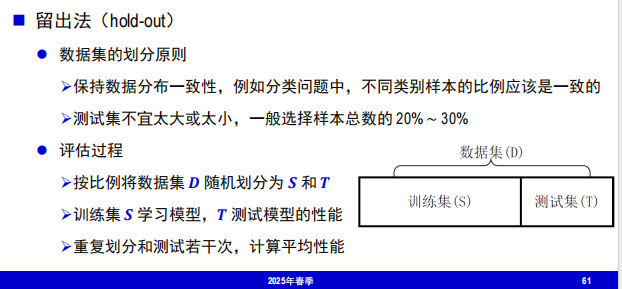 ■ 留出法（hold-out）
● 数据集的划分原则
➢保持数据分布一致性，例如分类问题中，不同类别样本的比例应该是一致的
➢测试集不宜太大或太小，一般选择样本总数的 20%～30%
● 评估过程
➢按比例将数据集 D 随机划分为 S 和 T
➢训练集 S 学习模型，T 测试模型的性能
➢重复划分和测试若干次，计算平均性能
数据集(D)
训练集(S) 测试集(T)
2025年春季 61